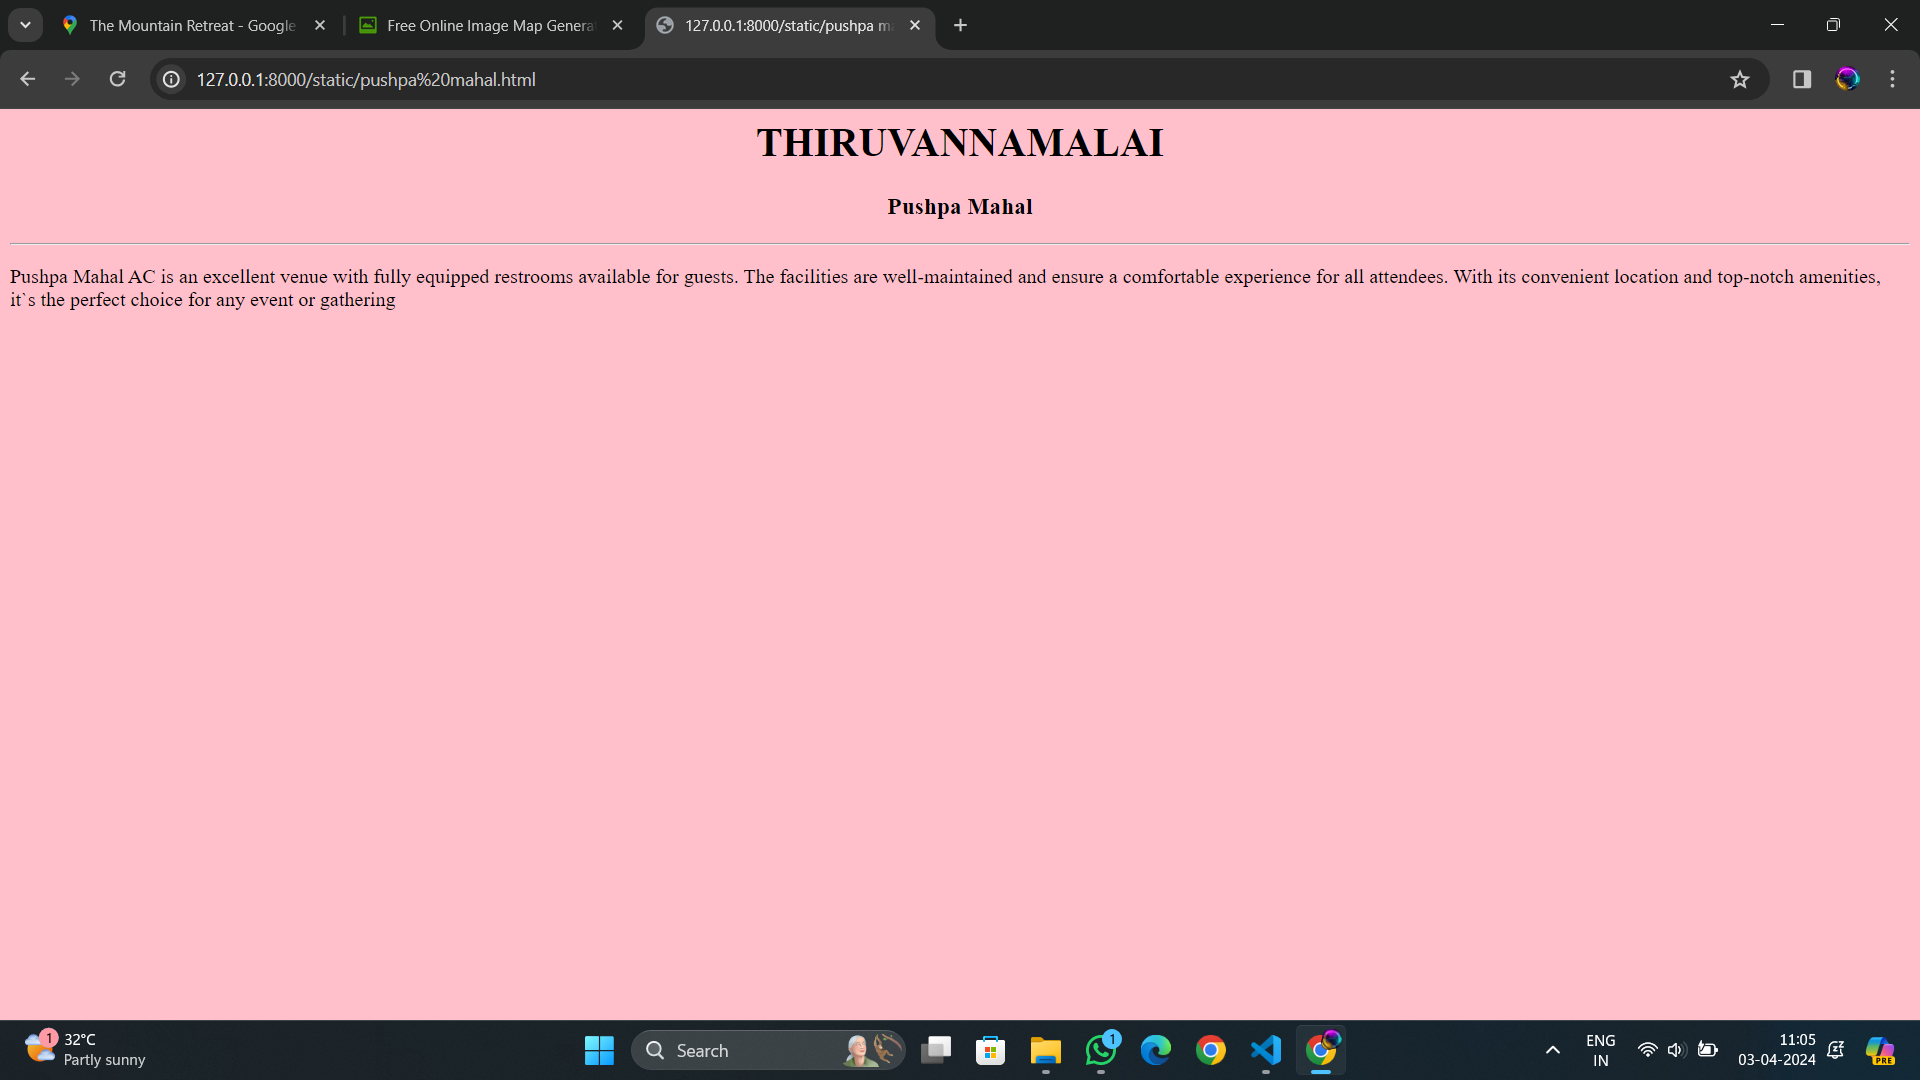 The Mountain Retreat - Google
Free Online Image Map Genera
127.0.0.1:8000/static/pushpa ma
127.0.0.1:8000/static/pushpa%20mahal.html
THIRUVANNAMALAI
Pushpa Mahal
Pushpa Mahal AC is an excellent venue with fully equipped restrooms available for guests. The facilities are well-maintained and ensure a comfortable experience for all attendees. With its convenient location and top-notch amenities,
it`s the perfect choice for any event or gathering
1
32°C
Partly sunny
Search
1
ENG
IN
11:05
03-04-2024
PRE